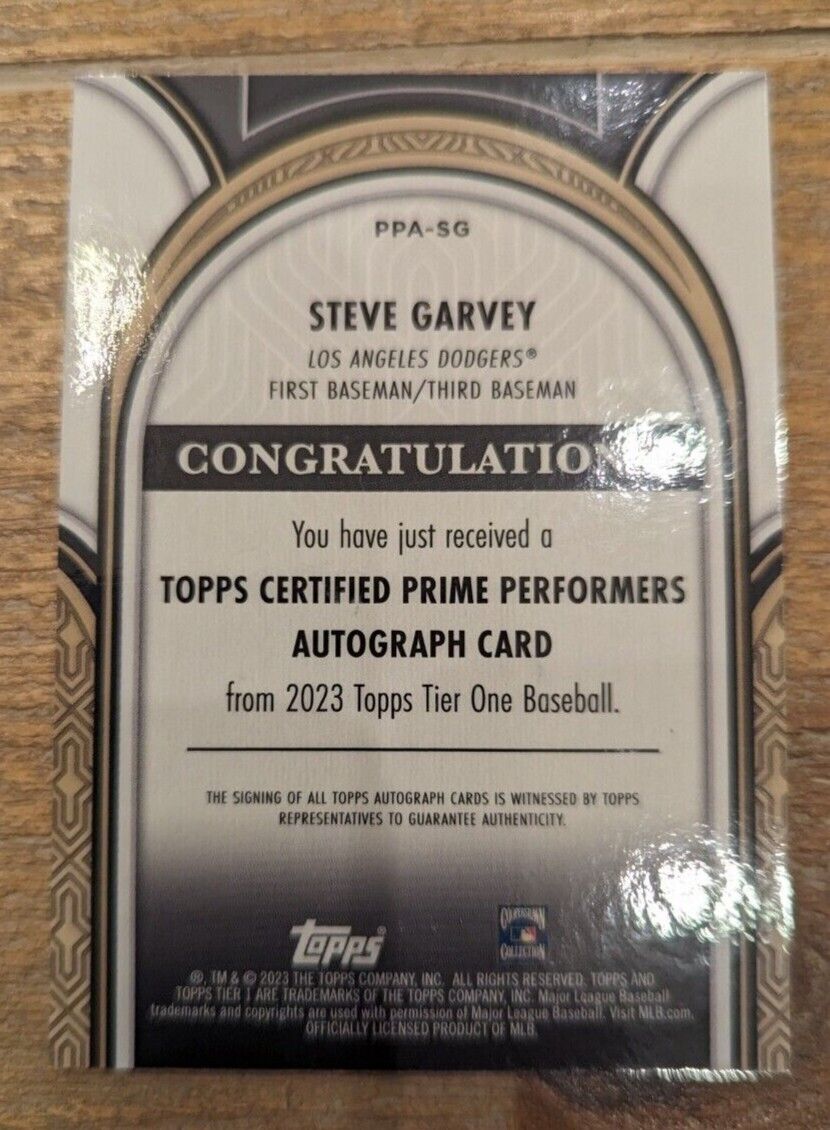 PPA-SG
STEVE GARVEY
LOS ANGELES DODGERS®
FIRST BASEMAN/THIRD BASEMAN
CONGRATULATIO
You have just received a
TOPPS CERTIFIED PRIME PERFORMERS
AUTOGRAPH CARD
from 2023 Topps Tier One Baseball.
THE SIGNING OF ALL TOPPS AUTOGRAPH CARDS IS WITNESSED BY TOPPS
REPRESENTATIVES TO GUARANTEE AUTHENTICITY.
Topps®
COOPERSTOWN
COLLECTION
®, TM & © 2023 THE TOPPS COMPANY, INC. ALL RIGHTS RESERVED. TOPPS AND
TOPPS TIER 1 ARE TRADEMARKS OF THE TOPPS COMPANY, INC. Major League Baseball
trademarks and copyrights are used with permission of Major League Baseball. Visit MLB.com.
OFFICIALLY LICENSED PRODUCT OF MLB.